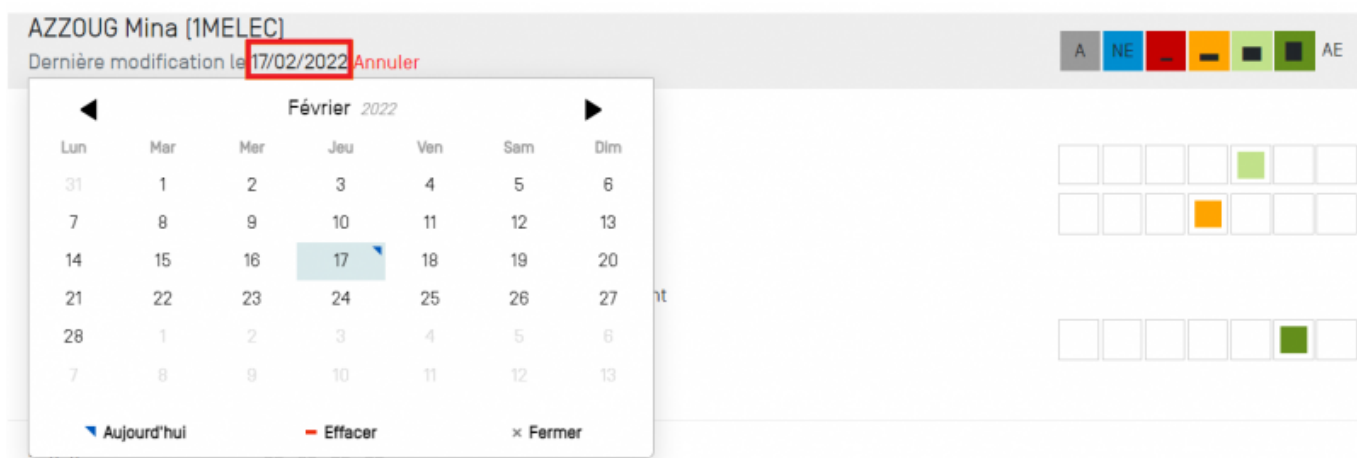 AZZOUG Mina (1MELEC)
Dernière modification le 17/02/2022 Annuler
A NE AE
Février 2022
Lun Mar Mer Jeu Ven Sam Dim
31 1 2 3 4 5 6
7 8 9 10 11 12 13
14 15 16 17 18 19 20
21 22 23 24 25 26 27
nt
28 1 2 3 4 5 6
7 8 9 10 11 12 13
Aujourd'hui Effacer × Fermer